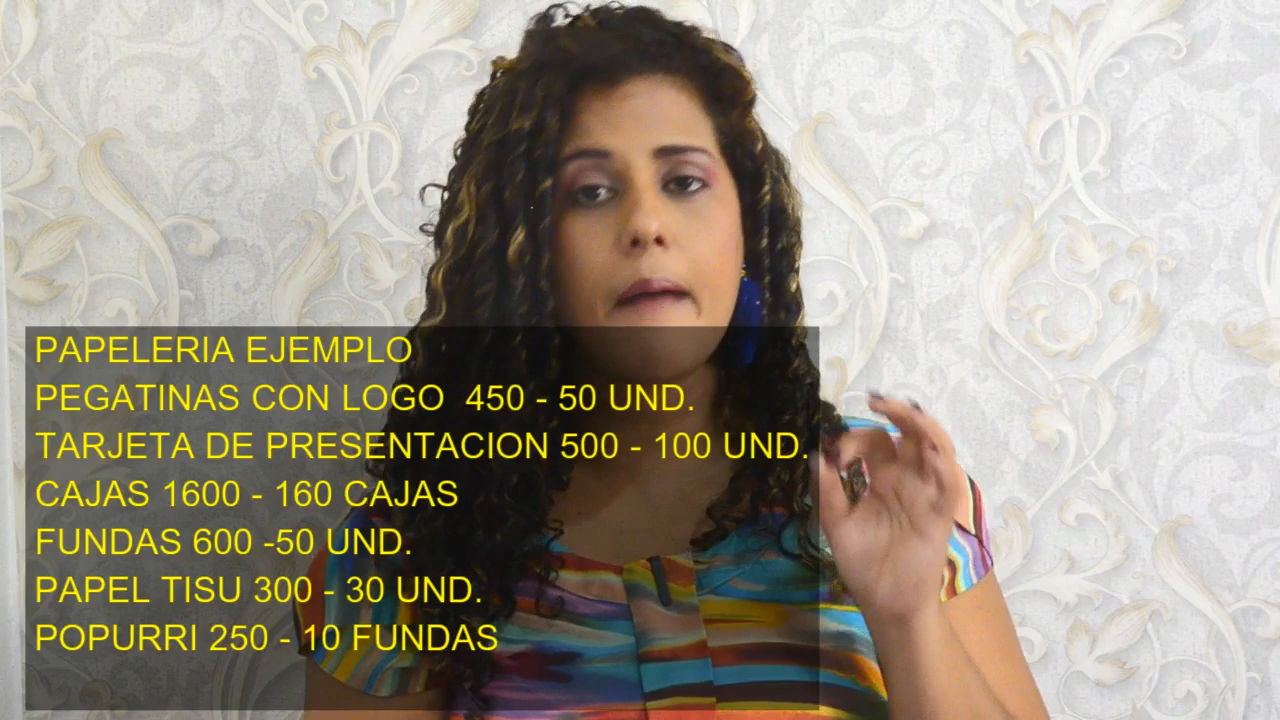 PAPELERIA EJEMPLO
PEGATINAS CON LOGO  450 - 50 UND.
TARJETA DE PRESENTACION 500 - 100 UND.
CAJAS 1600 - 160 CAJAS
FUNDAS 600 -50 UND.
PAPEL TISU 300 - 30 UND.
POPURRI 250 - 10 FUNDAS